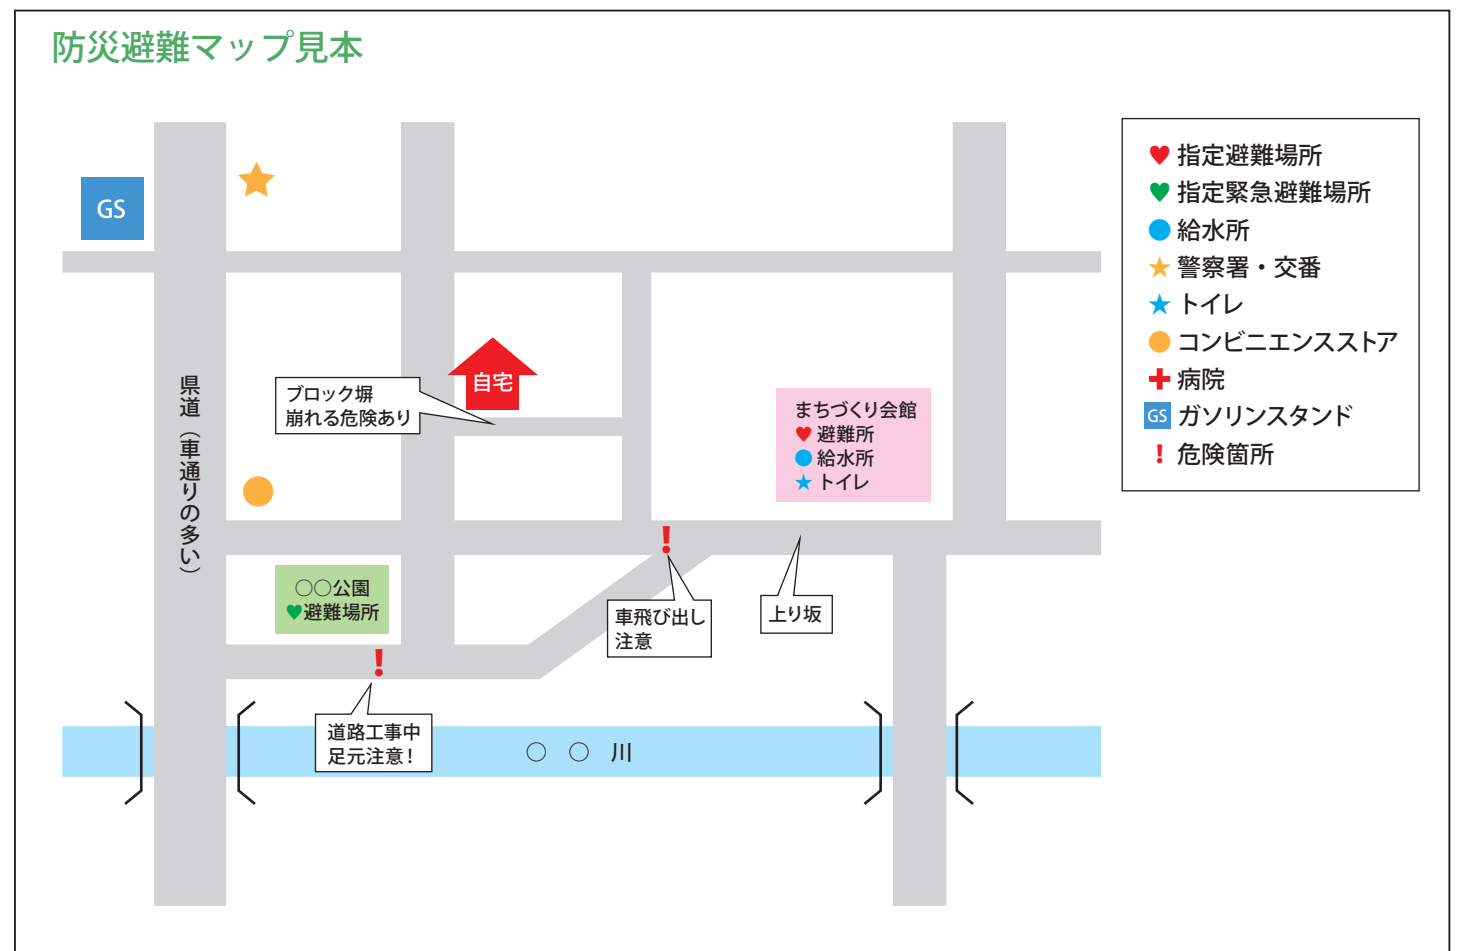 防災避難マップ見本
GS
県道（車通りの多い）
自宅
ブロック塀
崩れる危険あり
まちづくり会館
♥避難所
●給水所
★トイレ
○○公園
♥避難場所
!
車飛び出し
注意
上り坂
!
道路工事中
足元注意!
○○川
♥指定避難場所
♥指定緊急避難場所
●給水所
★警察署・交番
★トイレ
●コンビニエンスストア
✚病院
GS ガソリンスタンド
! 危険箇所